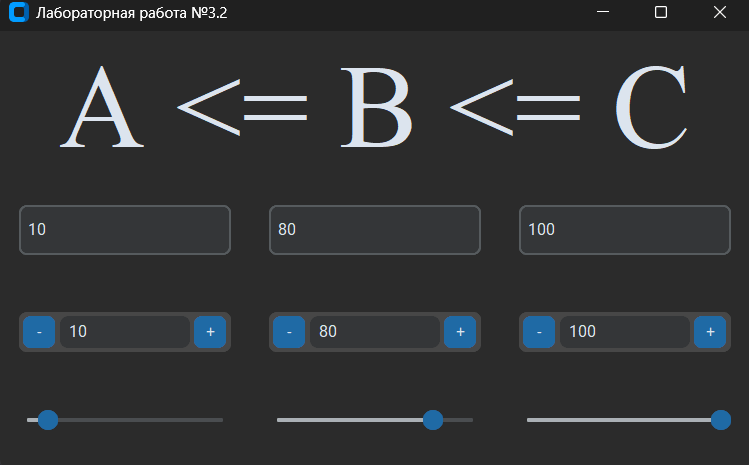 Лабораторная работа №3.2
A <= B <= C
10 80 100
- 10 + - 80 + - 100 +